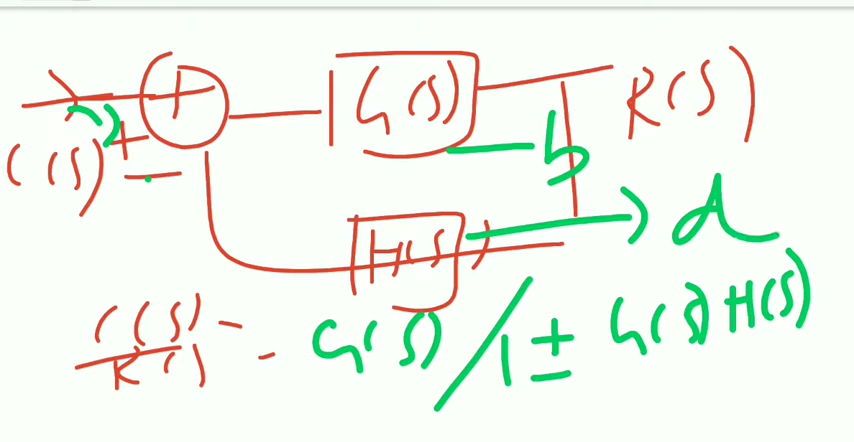 + G(S) R(S)
C(S) ± b
H(S) d
C(S)/R() = G(S)/1 ± G(S)H(S)